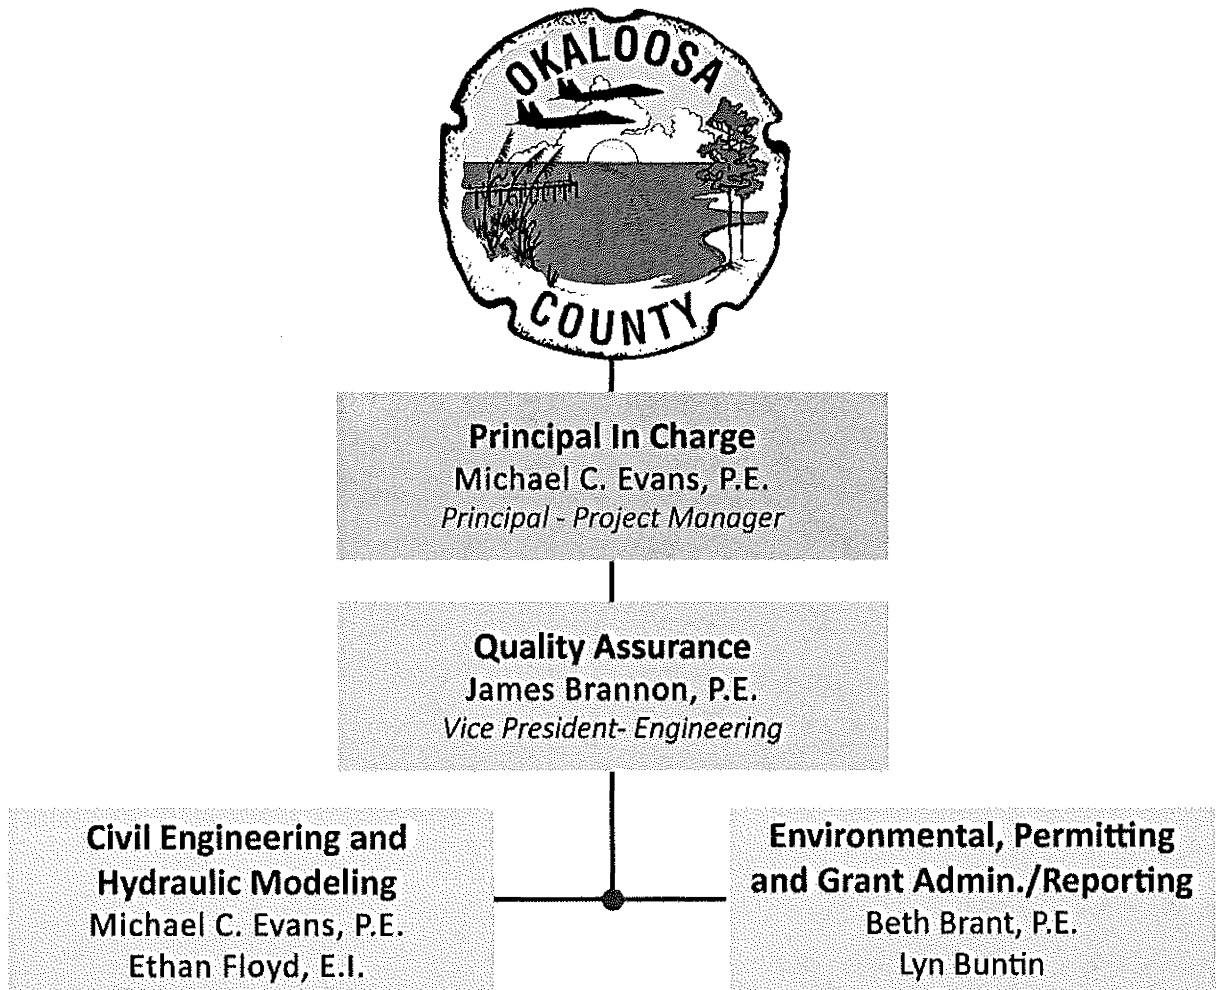 OKALOOSA
COUNTY
Principal In Charge
Michael C. Evans, P.E.
Principal - Project Manager
Quality Assurance
James Brannon, P.E.
Vice President- Engineering
Civil Engineering and
Hydraulic Modeling
Michael C. Evans, P.E.
Ethan Floyd, E.I.
Environmental, Permitting
and Grant Admin./Reporting
Beth Brant, P.E.
Lyn Buntin